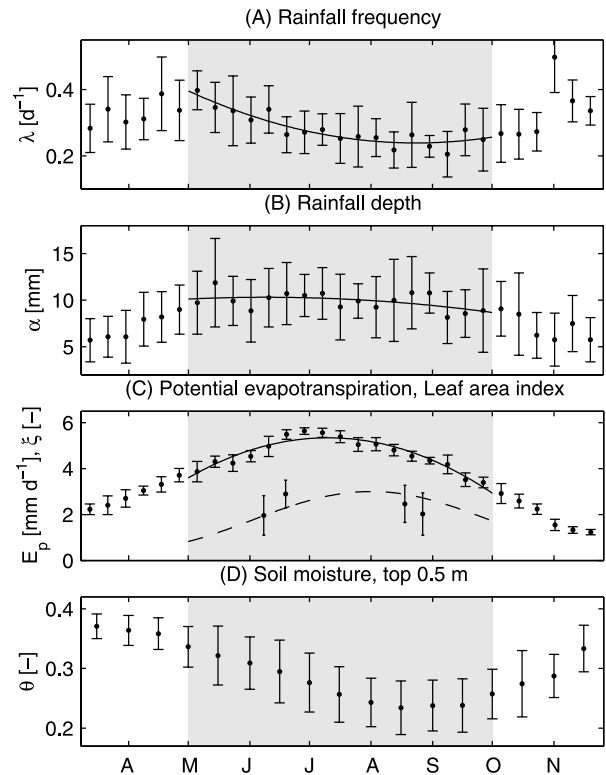 (A) Rainfall frequency
0.4
0.2
λ [d⁻¹]
(B) Rainfall depth
15
10
5
α [mm]
(C) Potential evapotranspiration, Leaf area index
6
4
2
0
E_p [mm d⁻¹], ξ [–]
(D) Soil moisture, top 0.5 m
0.4
0.3
0.2
θ [–]
A M J J A S O N